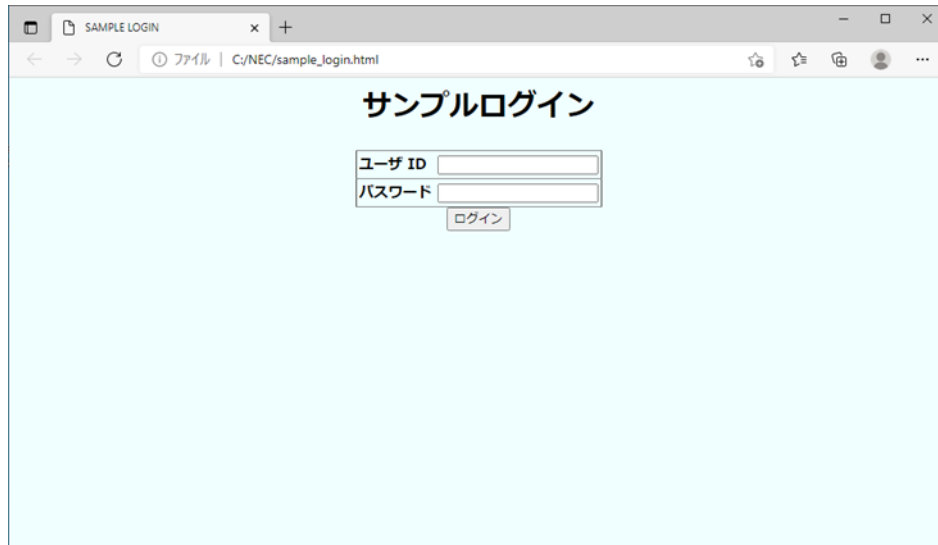 SAMPLE LOGIN
ファイル | C:/NEC/sample_login.html
サンプルログイン
ユーザ ID
パスワード
ログイン